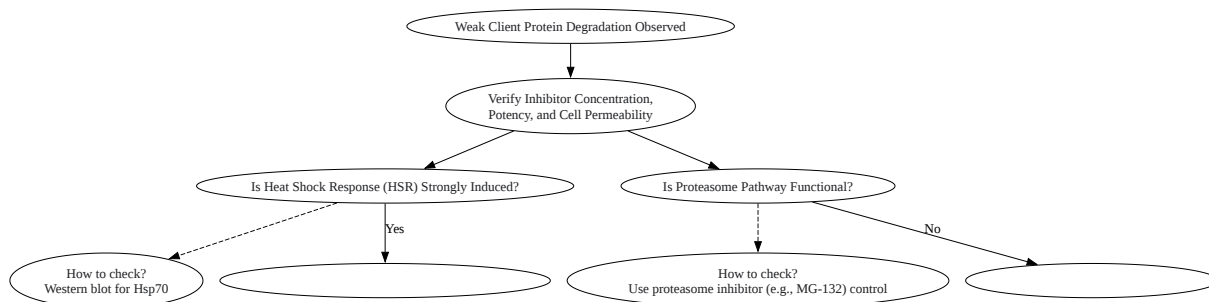 Weak Client Protein Degradation Observed
Verify Inhibitor Concentration,
Potency, and Cell Permeability
Is Heat Shock Response (HSR) Strongly Induced?
Is Proteasome Pathway Functional?
Yes
No
How to check?
Western blot for Hsp70
How to check?
Use proteasome inhibitor (e.g., MG-132) control